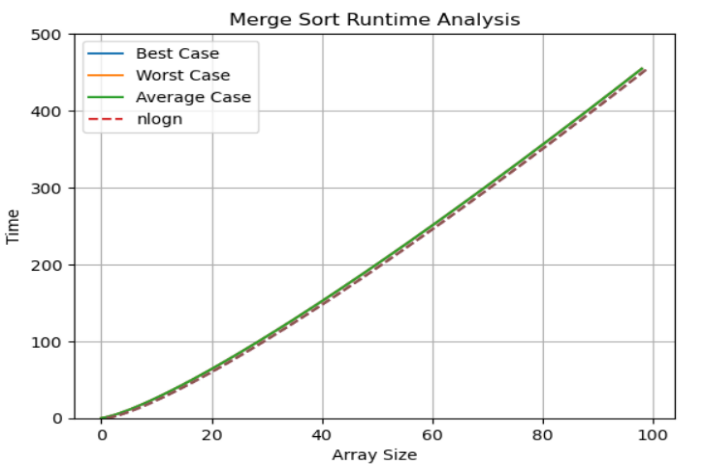 Merge Sort Runtime Analysis
500
400
300
200
100
0
Time
Best Case
Worst Case
Average Case
nlogn
0 20 40 60 80 100
Array Size